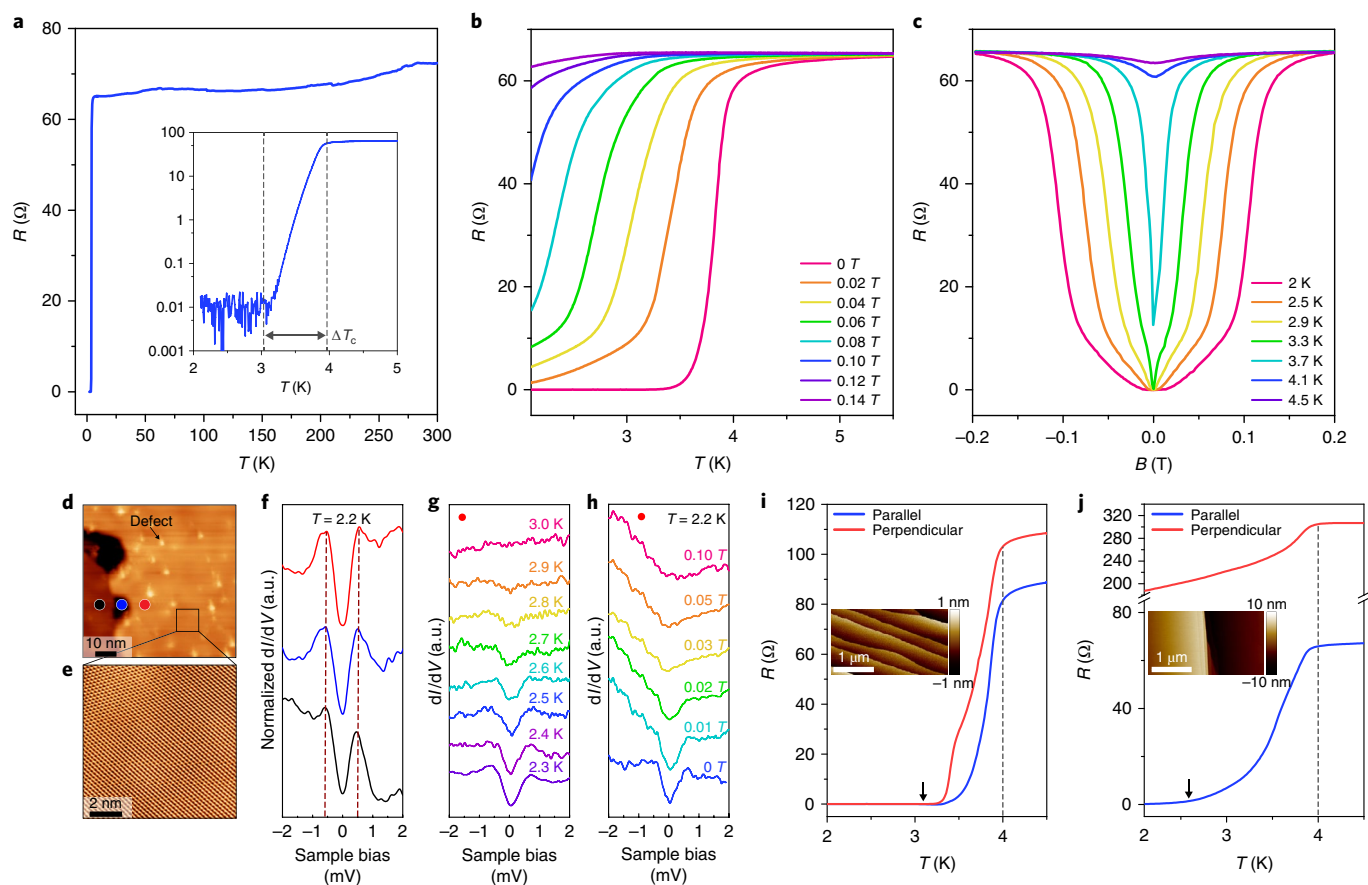 a
80
60
40
20
0
R (Ω)
0 50 100 150 200 250 300
T (K)
100
10
1
0.1
0.01
0.001
ΔTc
2 3 4 5
T (K)
b
60
40
20
0
R (Ω)
3 4 5
T (K)
0 T
0.02 T
0.04 T
0.06 T
0.08 T
0.10 T
0.12 T
0.14 T
c
60
40
20
0
R (Ω)
−0.2 −0.1 0.0 0.1 0.2
B (T)
2 K
2.5 K
2.9 K
3.3 K
3.7 K
4.1 K
4.5 K
d
Defect
10 nm
e
2 nm
f
T = 2.2 K
Normalized dI/dV (a.u.)
−2 −1 0 1 2
Sample bias
(mV)
g
3.0 K
2.9 K
2.8 K
2.7 K
2.6 K
2.5 K
2.4 K
2.3 K
dI/dV (a.u.)
−2 −1 0 1 2
Sample bias
(mV)
h
T = 2.2 K
0.10 T
0.05 T
0.03 T
0.02 T
0.01 T
0 T
dI/dV (a.u.)
−2 −1 0 1 2
Sample bias
(mV)
i
120
100
80
60
40
20
0
R (Ω)
Parallel
Perpendicular
1 nm
1 μm
−1 nm
2 3 4
T (K)
j
320
280
240
200
80
60
40
20
0
R (Ω)
Parallel
Perpendicular
10 nm
1 μm
−10 nm
2 3 4
T (K)